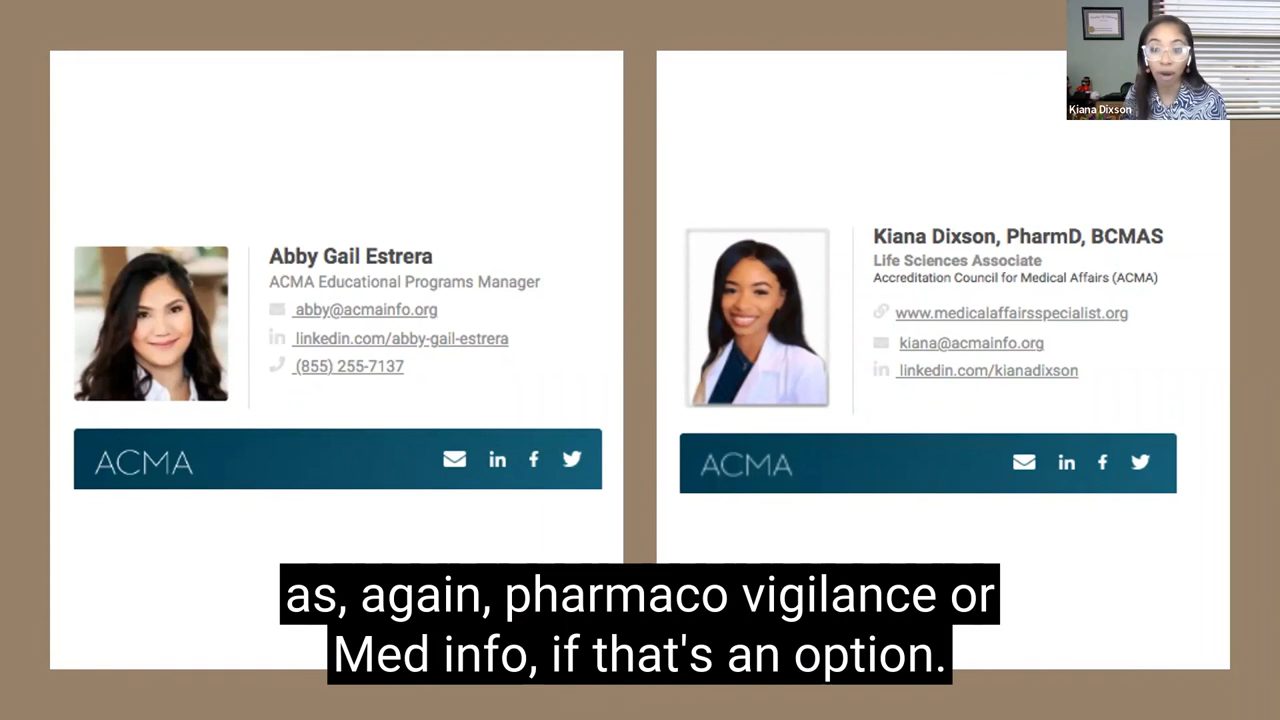 Kiana Dixson
Abby Gail Estrera
ACMA Educational Programs Manager
abby@acmainfo.org
linkedin.com/abby-gail-estrera
(855) 255-7137
ACMA
Kiana Dixson, PharmD, BCMAS
Life Sciences Associate
Accreditation Council for Medical Affairs (ACMA)
www.medicalaffairsspecialist.org
kiana@acmainfo.org
linkedin.com/kianadixson
ACMA
as, again, pharmaco vigilance or
Med info, if that's an option.